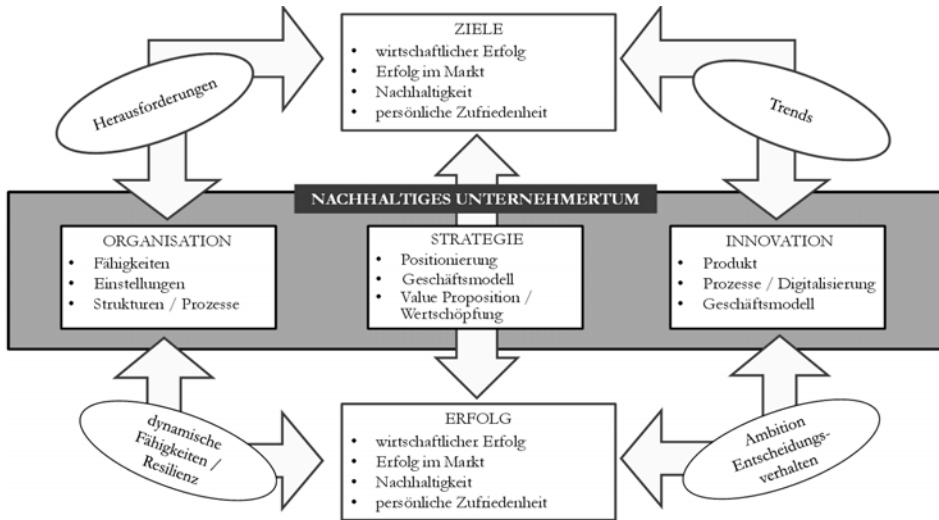 ZIELE
• wirtschaftlicher Erfolg
• Erfolg im Markt
• Nachhaltigkeit
• persönliche Zufriedenheit
Herausforderungen
Trends
NACHHALTIGES UNTERNEHMERTUM
ORGANISATION
• Fähigkeiten
• Einstellungen
• Strukturen / Prozesse
STRATEGIE
• Positionierung
• Geschäftsmodell
• Value Proposition /
Wertschöpfung
INNOVATION
• Produkt
• Prozesse / Digitalisierung
• Geschäftsmodell
dynamische
Fähigkeiten /
Resilienz
ERFOLG
• wirtschaftlicher Erfolg
• Erfolg im Markt
• Nachhaltigkeit
• persönliche Zufriedenheit
Ambition
Entscheidungs-
verhalten